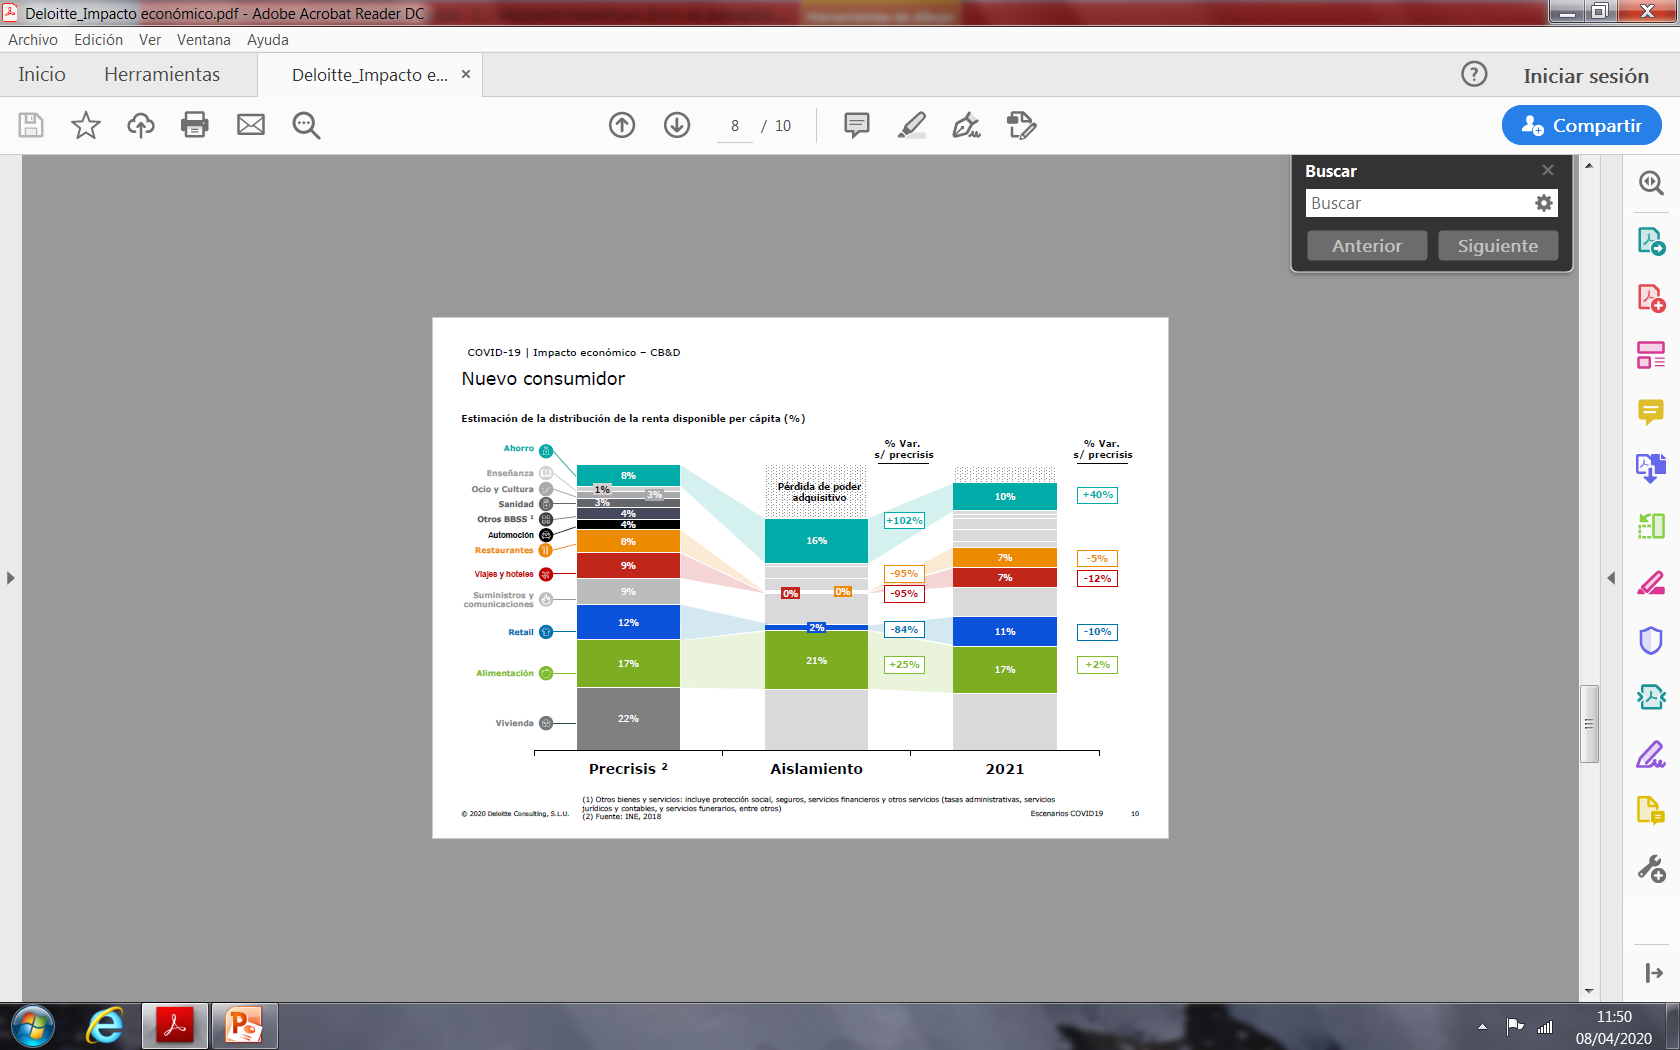 Deloitte_Impacto económico.pdf - Adobe Acrobat Reader DC
Archivo Edición Ver Ventana Ayuda
Inicio Herramientas Deloitte_Impacto e... × ? Iniciar sesión
8 / 10 Compartir
Buscar
Buscar
Anterior Siguiente
COVID-19 | Impacto económico – CB&D
Nuevo consumidor
Estimación de la distribución de la renta disponible per cápita (%)
% Var.
s/ precrisis
% Var.
s/ precrisis
Ahorro
Enseñanza
Ocio y Cultura
Sanidad
Otros BBSS ¹
Automoción
Restaurantes
Viajes y hoteles
Suministros y
comunicaciones
Retail
Alimentación
Vivienda
8%
1%
3%
3%
4%
4%
8%
9%
9%
12%
17%
22%
Pérdida de poder
adquisitivo
16%
0% 0%
2%
21%
+102%
-95%
-95%
-84%
+25%
10%
7%
7%
11%
17%
+40%
-5%
-12%
-10%
+2%
Precrisis ² Aislamiento 2021
(1) Otros bienes y servicios: incluye protección social, seguros, servicios financieros y otros servicios (tasas administrativas, servicios
jurídicos y contables, y servicios funerarios, entre otros)
(2) Fuente: INE, 2018
© 2020 Deloitte Consulting, S.L.U. Escenarios COVID19 10
11:50
08/04/2020